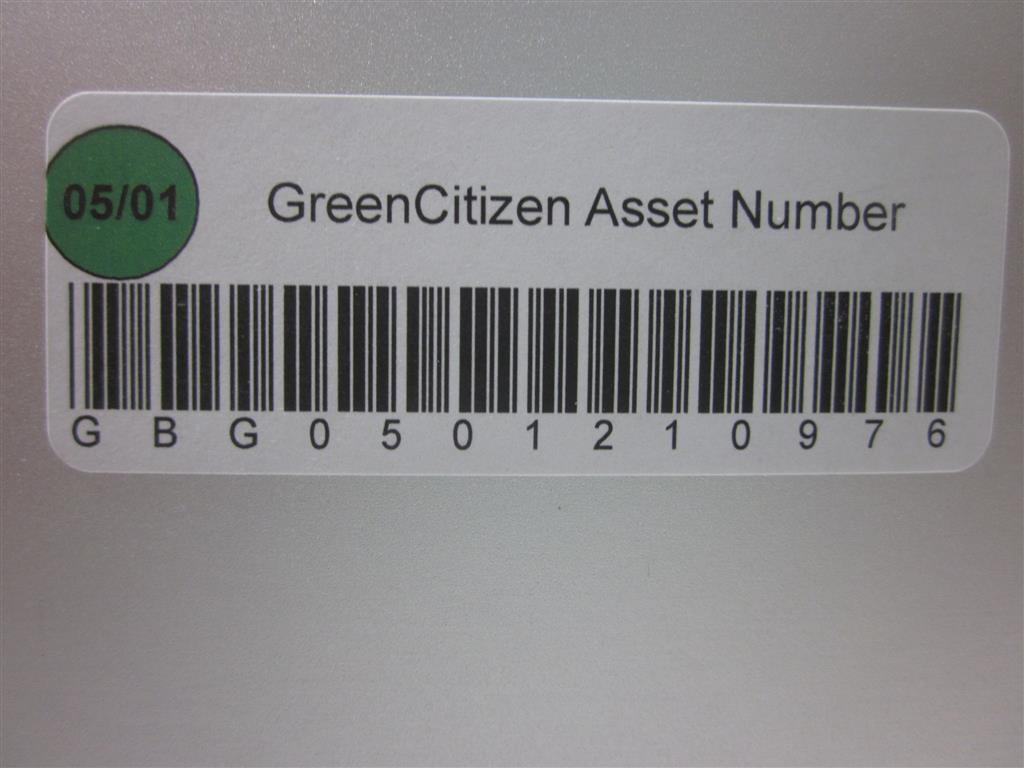 05/01
GreenCitizen Asset Number
G B G 0 5 0 1 2 1 0 9 7 6